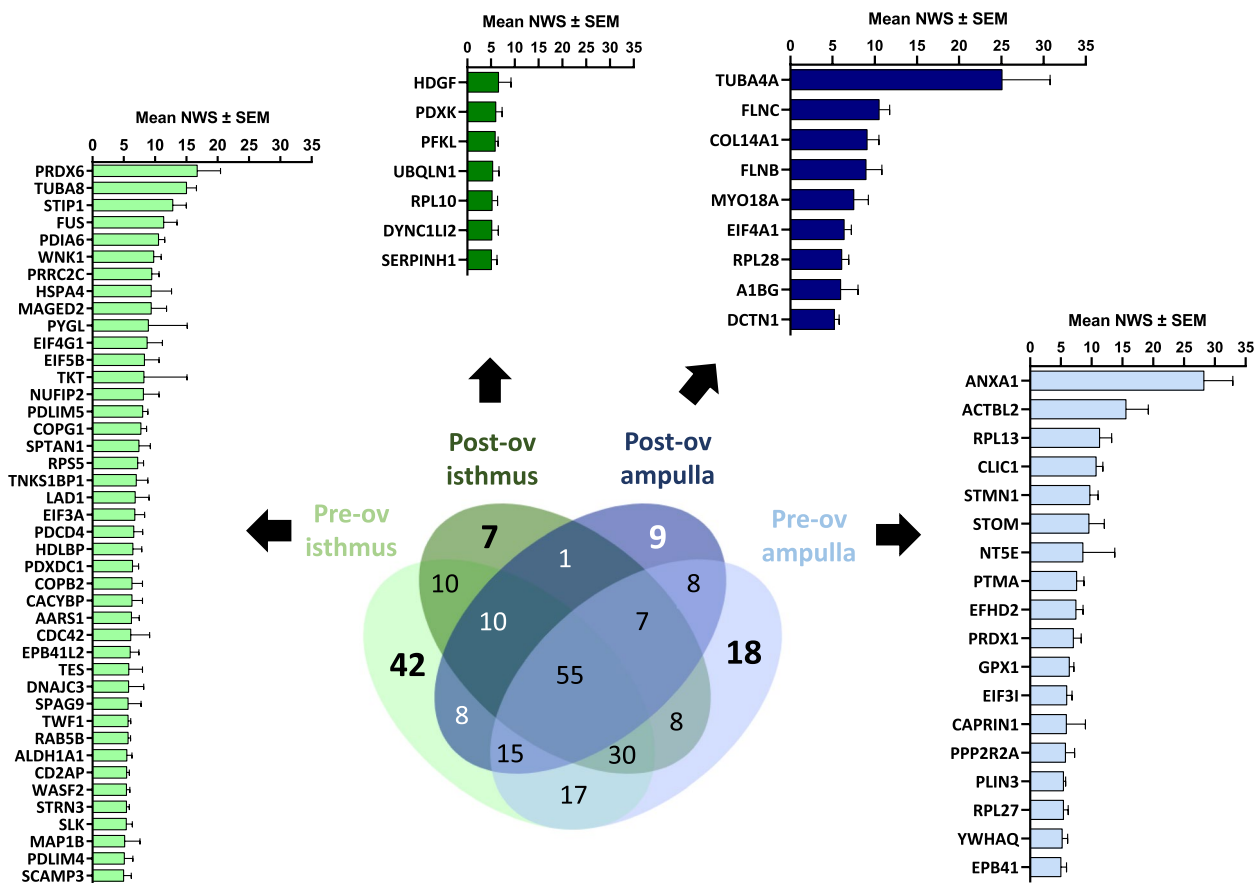 Mean NWS ± SEM
0 5 10 15 20 25 30 35
HDGF
PDXK
PFKL
UBQLN1
RPL10
DYNC1LI2
SERPINH1
Mean NWS ± SEM
0 5 10 15 20 25 30 35
TUBA4A
FLNC
COL14A1
FLNB
MYO18A
EIF4A1
RPL28
A1BG
DCTN1
Mean NWS ± SEM
0 5 10 15 20 25 30 35
PRDX6
TUBA8
STIP1
FUS
PDIA6
WNK1
PRRC2C
HSPA4
MAGED2
PYGL
EIF4G1
EIF5B
TKT
NUFIP2
PDLIM5
COPG1
SPTAN1
RPS5
TNKS1BP1
LAD1
EIF3A
PDCD4
HDLBP
PDXDC1
COPB2
CACYBP
AARS1
CDC42
EPB41L2
TES
DNAJC3
SPAG9
TWF1
RAB5B
ALDH1A1
CD2AP
WASF2
STRN3
SLK
MAP1B
PDLIM4
SCAMP3
Mean NWS ± SEM
0 5 10 15 20 25 30 35
ANXA1
ACTBL2
RPL13
CLIC1
STMN1
STOM
NT5E
PTMA
EFHD2
PRDX1
GPX1
EIF3I
CAPRIN1
PPP2R2A
PLIN3
RPL27
YWHAQ
EPB41
Post-ov
isthmus
Post-ov
ampulla
Pre-ov
isthmus
Pre-ov
ampulla
7
1
9
10
8
10
7
42
18
55
8
8
15
30
17